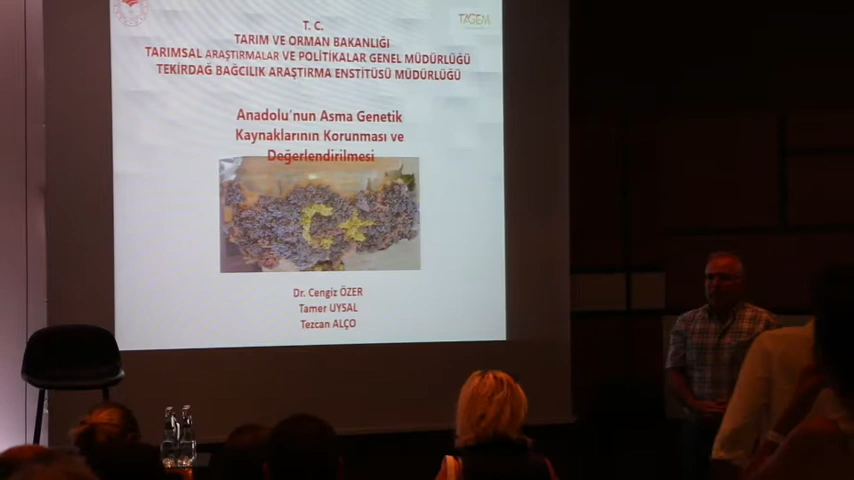 TAGEM
T. C.
TARIM VE ORMAN BAKANLIĞI
TARIMSAL ARAŞTIRMALAR VE POLİTİKALAR GENEL MÜDÜRLÜĞÜ
TEKİRDAĞ BAĞCILIK ARAŞTIRMA ENSTİTÜSÜ MÜDÜRLÜĞÜ
Anadolu'nun Asma Genetik
Kaynaklarının Korunması ve
Değerlendirilmesi
Dr. Cengiz ÖZER
Tamer UYSAL
Tezcan ALÇO